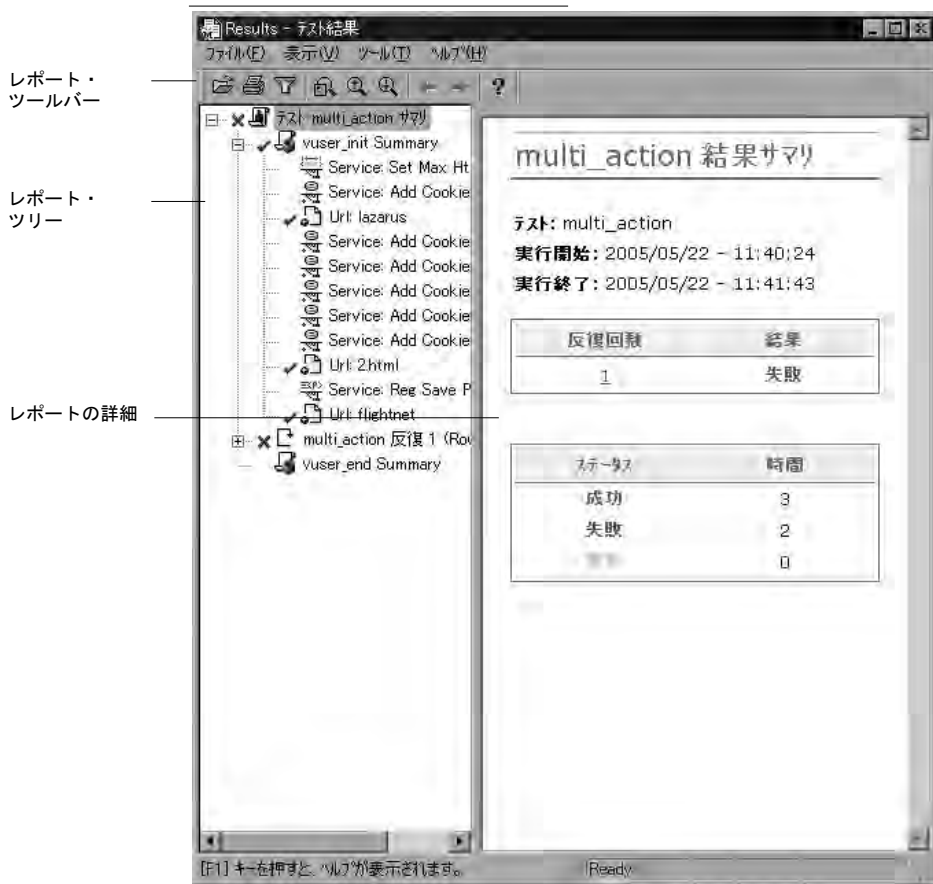 Results - テスト結果
ファイル(F) 表示(V) ツール(T) ヘルプ(H)
レポート・
ツールバー
レポート・
ツリー
レポートの詳細
テスト multi_action サマリ
vuser_init Summary
Service: Set Max Ht
Service: Add Cookie
Url: lazarus
Service: Add Cookie
Service: Add Cookie
Service: Add Cookie
Service: Add Cookie
Service: Add Cookie
Url: 2.html
Service: Reg Save P
Url: flightnet
multi_action 反復 1 (Rov
vuser_end Summary
multi_action 結果サマリ
テスト: multi_action
実行開始: 2005/05/22 - 11:40:24
実行終了: 2005/05/22 - 11:41:43
反復回数 結果
1 失敗
ステータス 時間
成功 3
失敗 2
0
[F1] キーを押すと、ヘルプが表示されます。 Ready